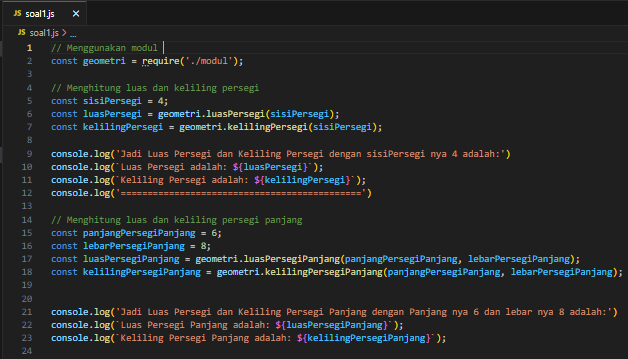 JS soal1.js ×
JS soal1.js > ...
1 // Menggunakan modul
2 const geometri = require('./modul');
3
4 // Menghitung luas dan keliling persegi
5 const sisiPersegi = 4;
6 const luasPersegi = geometri.luasPersegi(sisiPersegi);
7 const kelilingPersegi = geometri.kelilingPersegi(sisiPersegi);
8
9 console.log('Jadi Luas Persegi dan Keliling Persegi dengan sisiPersegi nya 4 adalah:')
10 console.log(`Luas Persegi adalah: ${luasPersegi}`);
11 console.log(`Keliling Persegi adalah: ${kelilingPersegi}`);
12 console.log('=============================================')
13
14 // Menghitung luas dan keliling persegi panjang
15 const panjangPersegiPanjang = 6;
16 const lebarPersegiPanjang = 8;
17 const luasPersegiPanjang = geometri.luasPersegiPanjang(panjangPersegiPanjang, lebarPersegiPanjang);
18 const kelilingPersegiPanjang = geometri.kelilingPersegiPanjang(panjangPersegiPanjang, lebarPersegiPanjang);
19
20
21 console.log('Jadi Luas Persegi dan Keliling Persegi Panjang dengan Panjang nya 6 dan lebar nya 8 adalah:')
22 console.log(`Luas Persegi Panjang adalah: ${luasPersegiPanjang}`);
23 console.log(`Keliling Persegi Panjang adalah: ${kelilingPersegiPanjang}`);
24